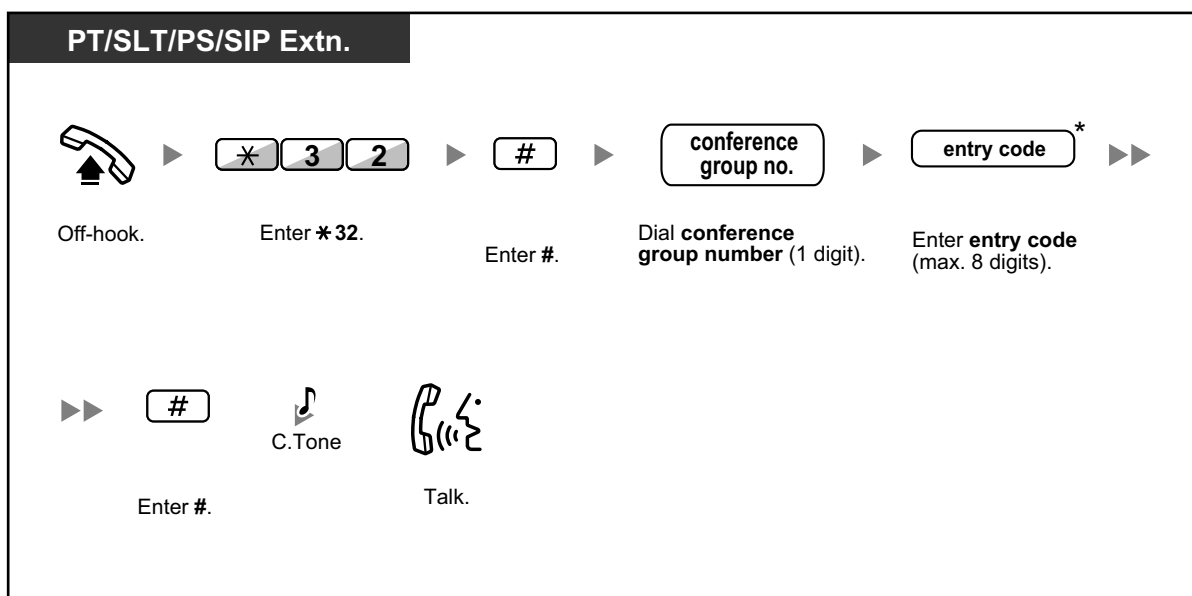 PT/SLT/PS/SIP Extn.
* 3 2
#
conference
group no.
entry code*
Off-hook.
Enter *32.
Enter #.
Dial conference
group number (1 digit).
Enter entry code
(max. 8 digits).
#
C.Tone
Enter #.
Talk.